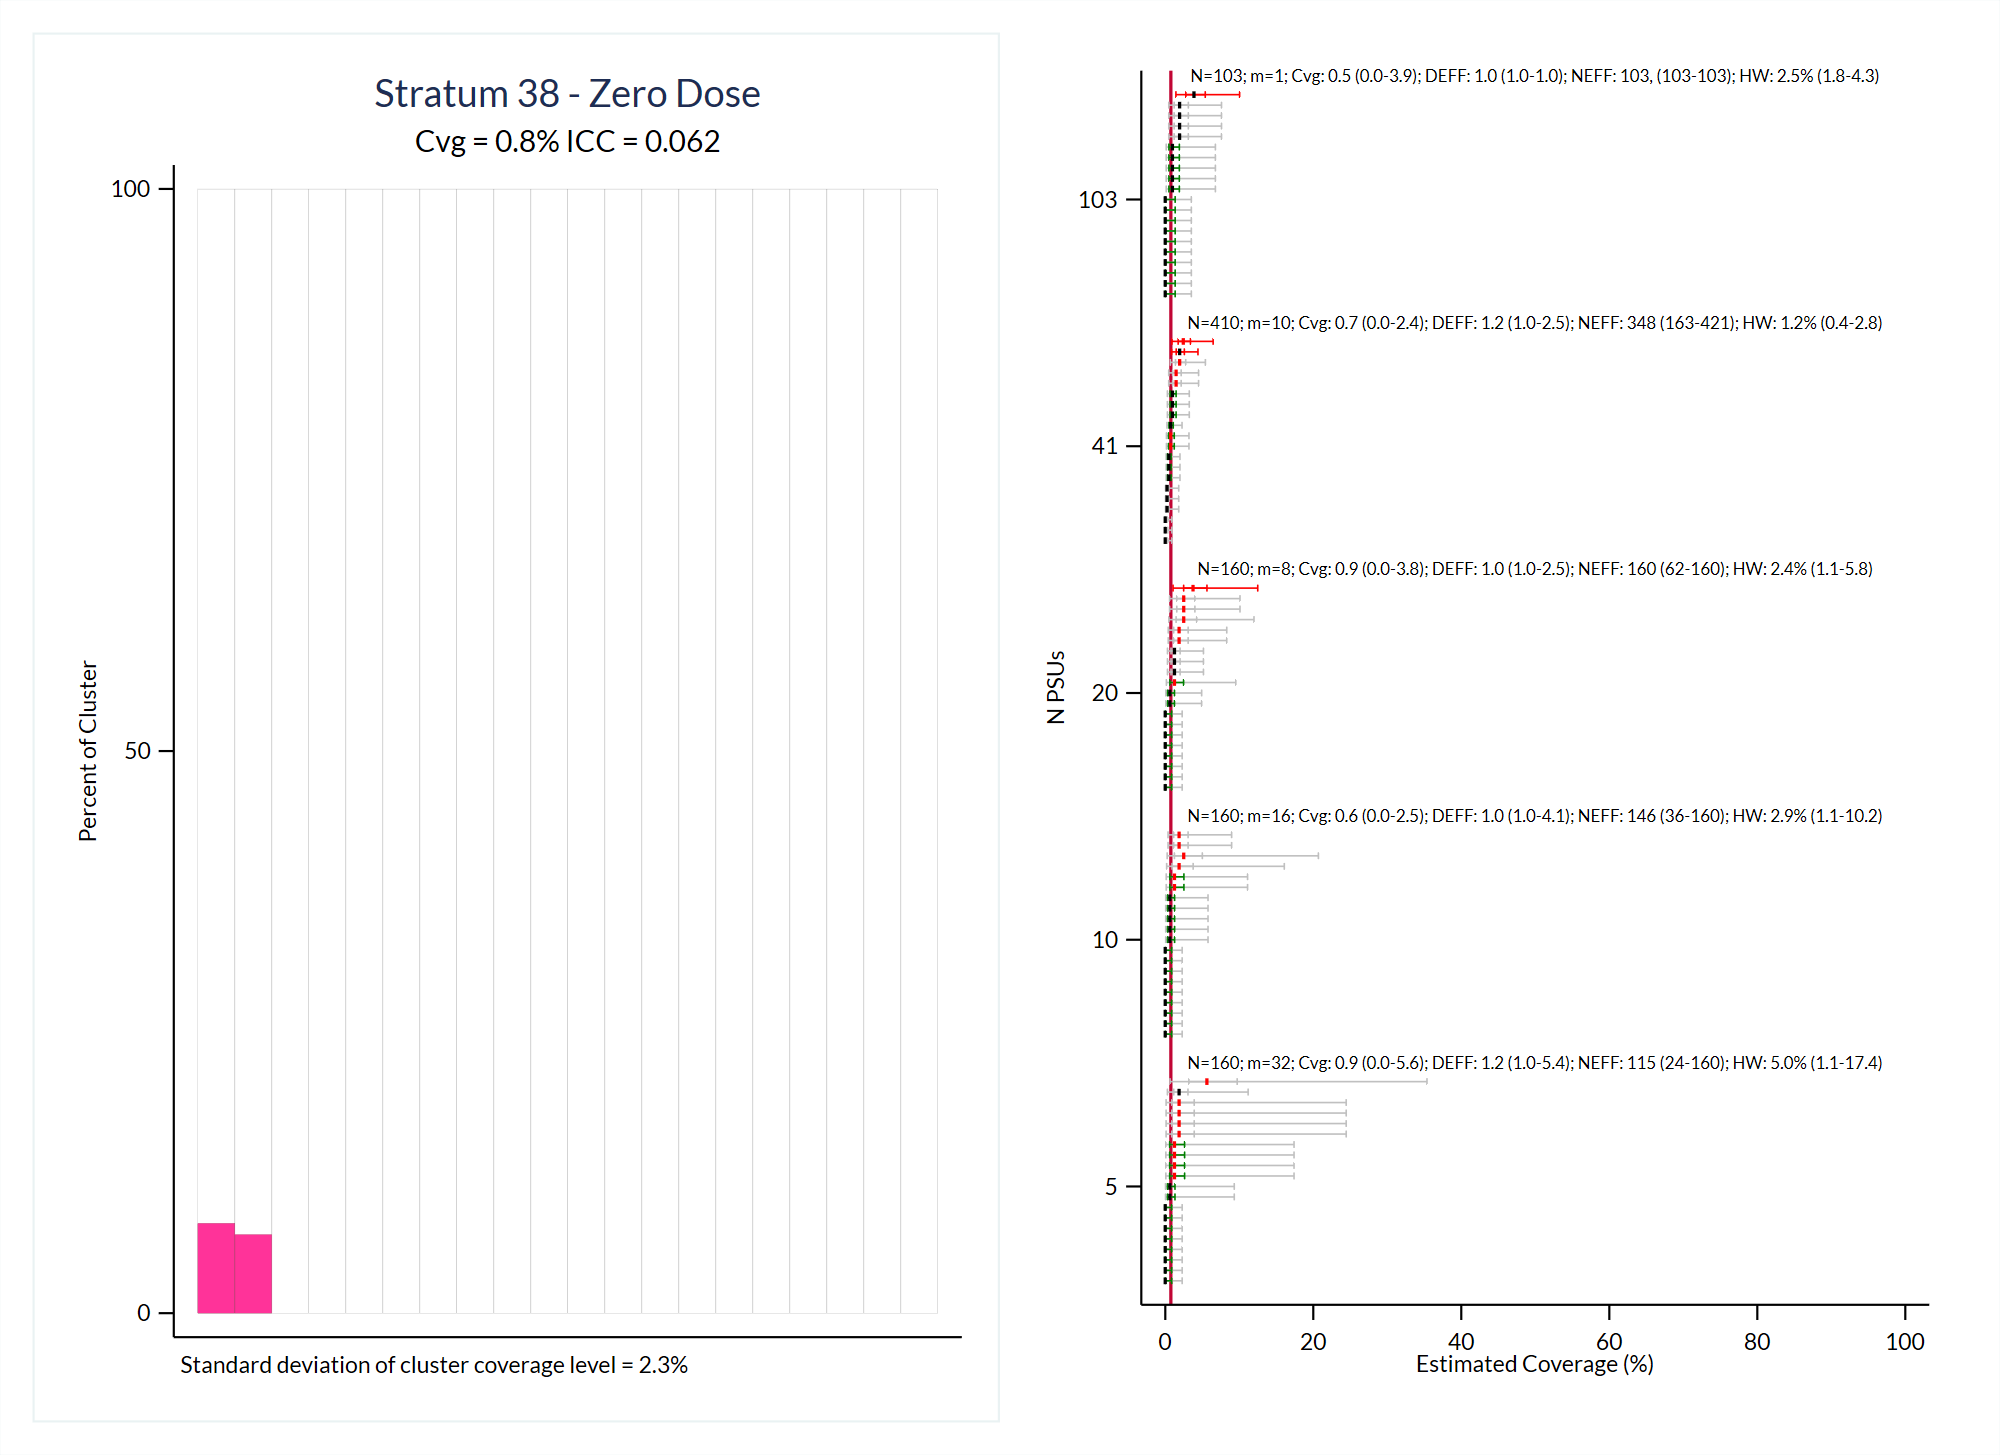 Stratum 38 - Zero Dose
Cvg = 0.8% ICC = 0.062
100
50
0
Percent of Cluster
Standard deviation of cluster coverage level = 2.3%
N=103; m=1; Cvg: 0.5 (0.0-3.9); DEFF: 1.0 (1.0-1.0); NEFF: 103, (103-103); HW: 2.5% (1.8-4.3)
103
N=410; m=10; Cvg: 0.7 (0.0-2.4); DEFF: 1.2 (1.0-2.5); NEFF: 348 (163-421); HW: 1.2% (0.4-2.8)
41
N=160; m=8; Cvg: 0.9 (0.0-3.8); DEFF: 1.0 (1.0-2.5); NEFF: 160 (62-160); HW: 2.4% (1.1-5.8)
20
N PSUs
N=160; m=16; Cvg: 0.6 (0.0-2.5); DEFF: 1.0 (1.0-4.1); NEFF: 146 (36-160); HW: 2.9% (1.1-10.2)
10
N=160; m=32; Cvg: 0.9 (0.0-5.6); DEFF: 1.2 (1.0-5.4); NEFF: 115 (24-160); HW: 5.0% (1.1-17.4)
5
0 20 40 60 80 100
Estimated Coverage (%)